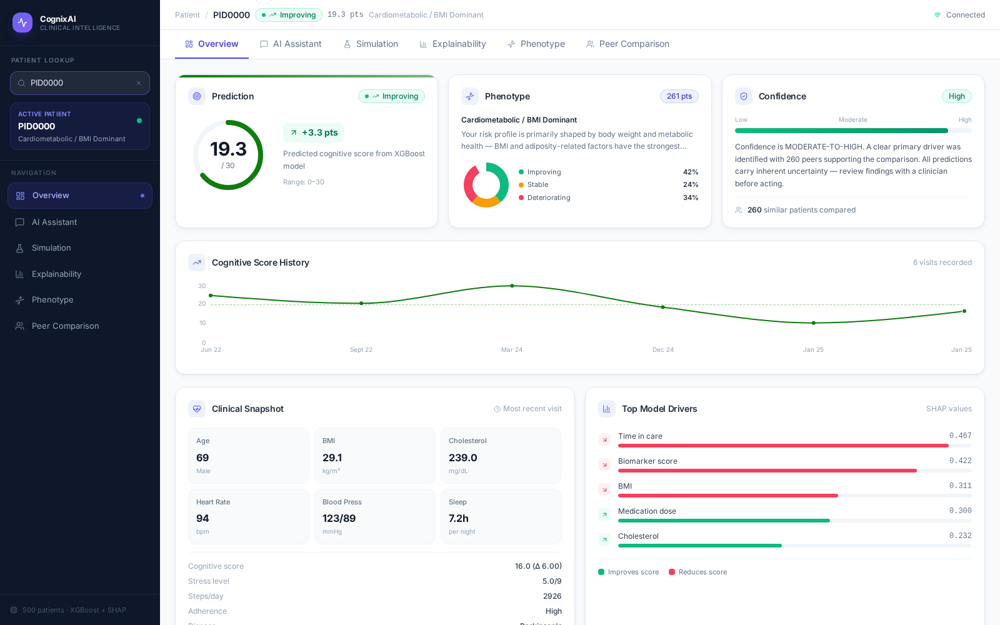 CognixAI
CLINICAL INTELLIGENCE
PATIENT LOOKUP
PID0000
ACTIVE PATIENT
PID0000
Cardiometabolic / BMI Dominant
NAVIGATION
Overview
AI Assistant
Simulation
Explainability
Phenotype
Peer Comparison
500 patients · XGBoost + SHAP
Patient / PID0000 Improving 19.3 pts Cardiometabolic / BMI Dominant Connected
Overview AI Assistant Simulation Explainability Phenotype Peer Comparison
Prediction Improving
19.3
/ 30
+3.3 pts
Predicted cognitive score from XGBoost
model
Range: 0–30
Phenotype 261 pts
Cardiometabolic / BMI Dominant
Your risk profile is primarily shaped by body weight and metabolic
health — BMI and adiposity-related factors have the strongest...
Improving 42%
Stable 24%
Deteriorating 34%
Confidence High
Low Moderate High
Confidence is MODERATE-TO-HIGH. A clear primary driver was
identified with 260 peers supporting the comparison. All predictions
carry inherent uncertainty — review findings with a clinician
before acting.
260 similar patients compared
Cognitive Score History 6 visits recorded
30
20
10
0
Jun 22 Sept 22 Mar 24 Dec 24 Jan 25 Jan 25
Clinical Snapshot Most recent visit
Age
69
Male
BMI
29.1
kg/m²
Cholesterol
239.0
mg/dL
Heart Rate
94
bpm
Blood Press
123/89
mmHg
Sleep
7.2h
per night
Cognitive score 16.0 (Δ 6.00)
Stress level 5.0/9
Steps/day 2926
Adherence High
Top Model Drivers SHAP values
Time in care 0.467
Biomarker score 0.422
BMI 0.311
Medication dose 0.300
Cholesterol 0.232
Improves score Reduces score